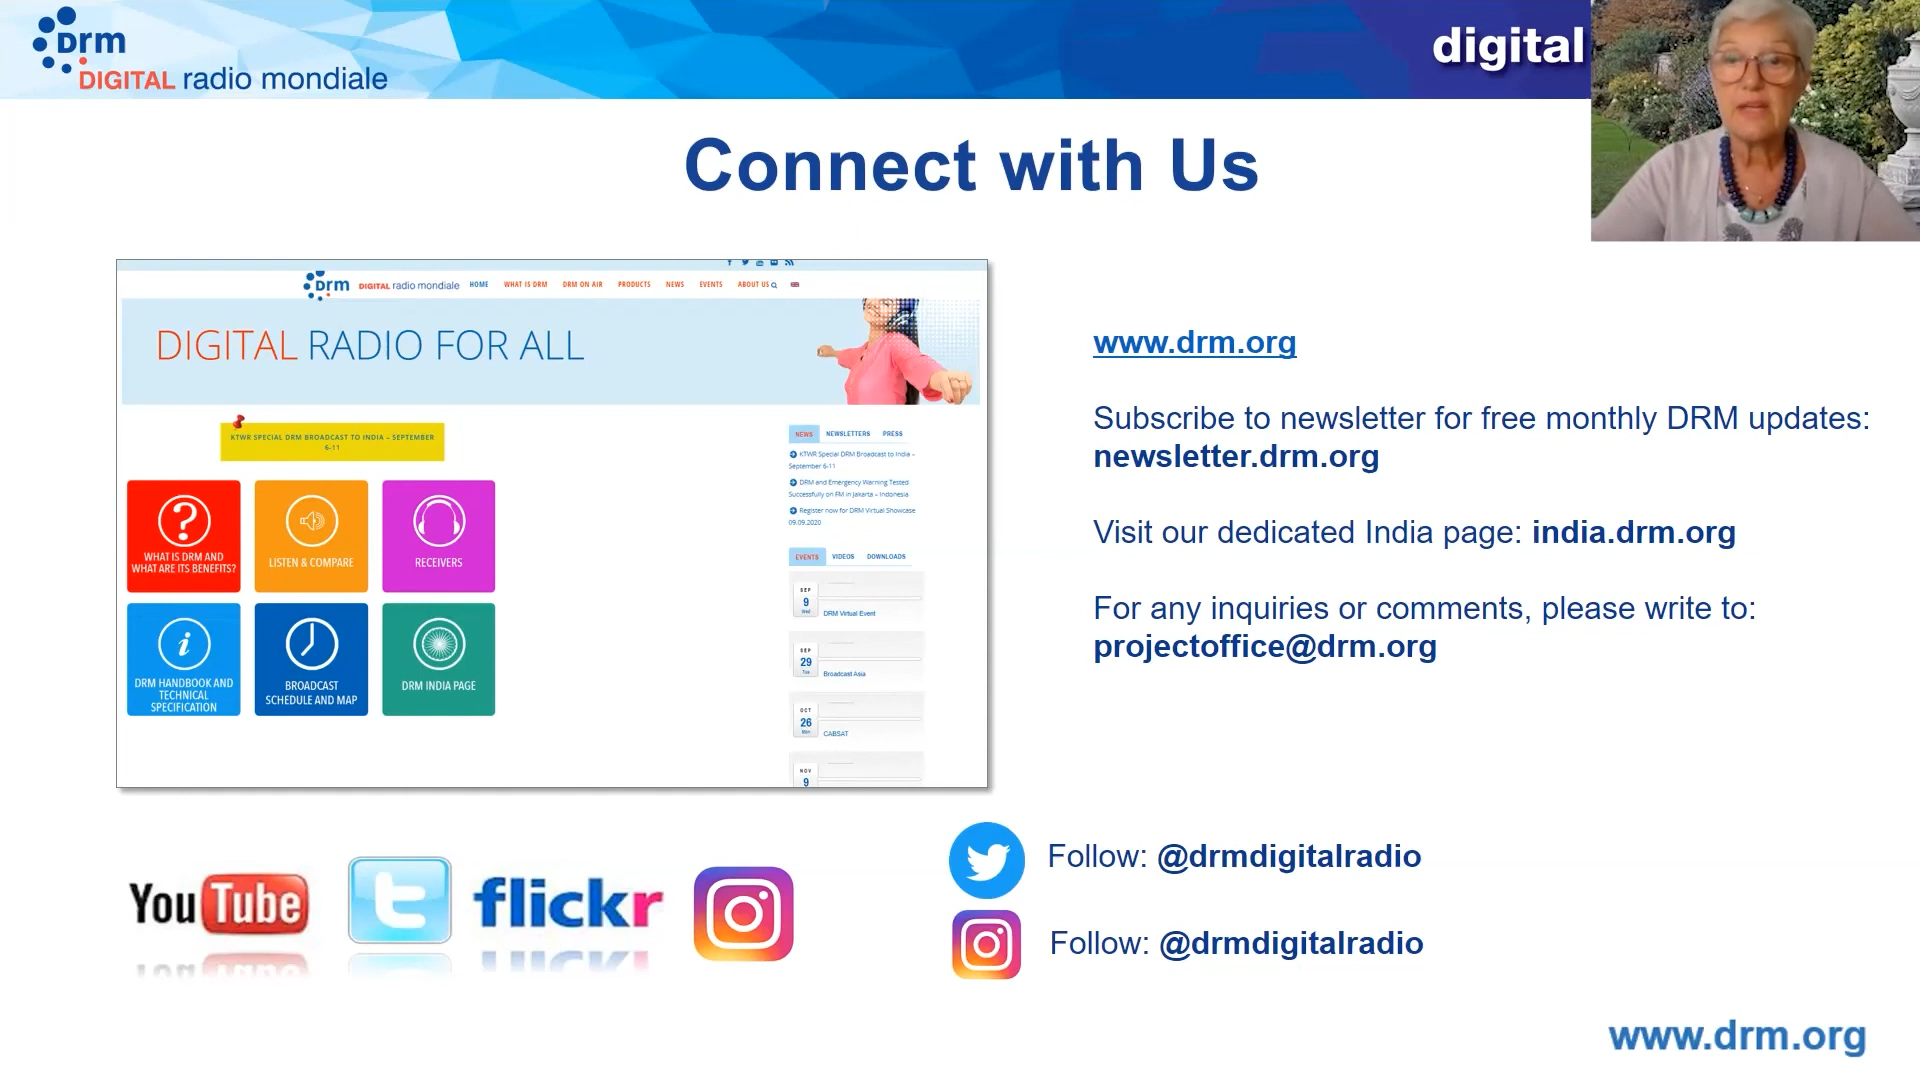 Drm
DIGITAL radio mondiale
digital
Connect with Us
Drm DIGITAL radio mondiale HOME WHAT IS DRM DRM ON AIR PRODUCTS NEWS EVENTS ABOUT US
DIGITAL RADIO FOR ALL
KTWR SPECIAL DRM BROADCAST TO INDIA – SEPTEMBER
6-11
WHAT IS DRM AND
WHAT ARE ITS BENEFITS?
LISTEN & COMPARE
RECEIVERS
i
DRM HANDBOOK AND
TECHNICAL
SPECIFICATION
BROADCAST
SCHEDULE AND MAP
DRM INDIA PAGE
NEWS NEWSLETTERS PRESS
KTWR Special DRM Broadcast to India –
September 6-11
DRM and Emergency Warning Tested
Successfully on FM in Jakarta – Indonesia
Register now for DRM Virtual Showcase
09.09.2020
EVENTS VIDEOS DOWNLOADS
SEP
9
Wed
DRM Virtual Event
SEP
29
Tue
Broadcast Asia
OCT
26
Mon
CABSAT
NOV
9
www.drm.org
Subscribe to newsletter for free monthly DRM updates:
newsletter.drm.org
Visit our dedicated India page: india.drm.org
For any inquiries or comments, please write to:
projectoffice@drm.org
YouTube
t
flickr
Follow: @drmdigitalradio
Follow: @drmdigitalradio
www.drm.org